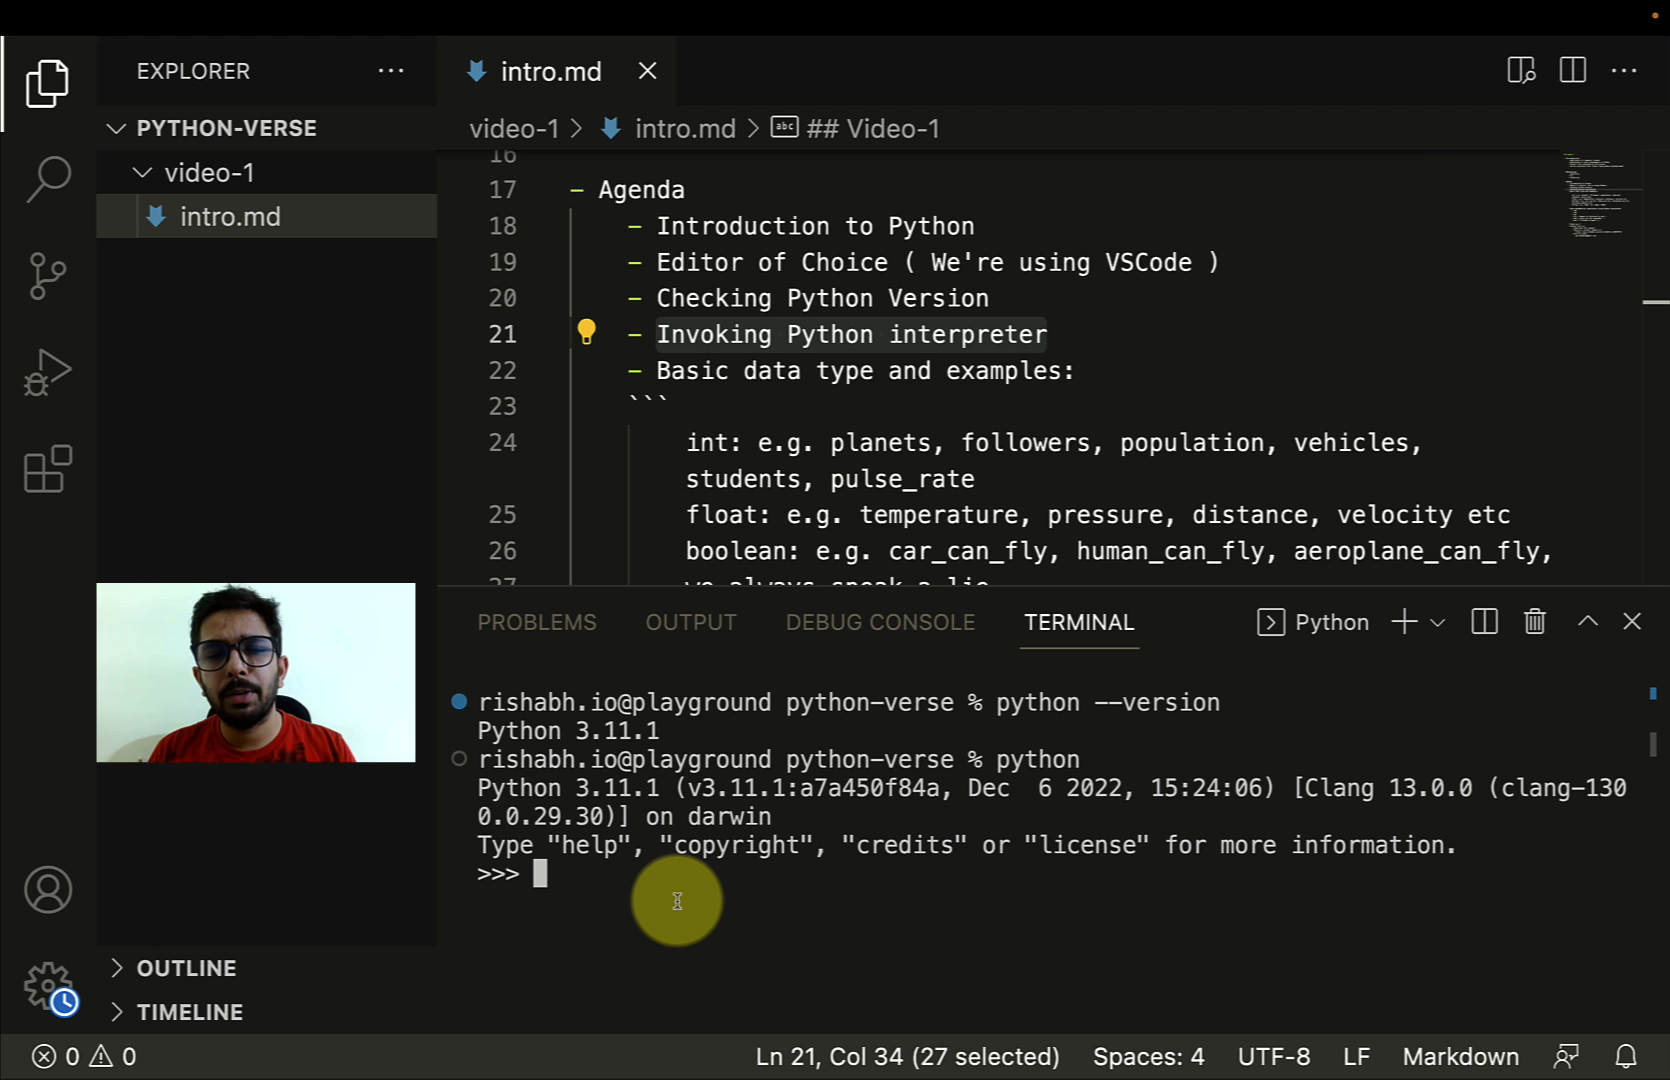 EXPLORER
PYTHON-VERSE
video-1
intro.md
OUTLINE
TIMELINE
intro.md
video-1 > intro.md > abc ## Video-1
16
17 - Agenda
18 - Introduction to Python
19 - Editor of Choice ( We're using VSCode )
20 - Checking Python Version
21 - Invoking Python interpreter
22 - Basic data type and examples:
23 ```
24 int: e.g. planets, followers, population, vehicles,
students, pulse_rate
25 float: e.g. temperature, pressure, distance, velocity etc
26 boolean: e.g. car_can_fly, human_can_fly, aeroplane_can_fly,
27
PROBLEMS OUTPUT DEBUG CONSOLE TERMINAL Python
rishabh.io@playground python-verse % python --version
Python 3.11.1
rishabh.io@playground python-verse % python
Python 3.11.1 (v3.11.1:a7a450f84a, Dec  6 2022, 15:24:06) [Clang 13.0.0 (clang-130
0.0.29.30)] on darwin
Type "help", "copyright", "credits" or "license" for more information.
>>>
0 0 Ln 21, Col 34 (27 selected) Spaces: 4 UTF-8 LF Markdown